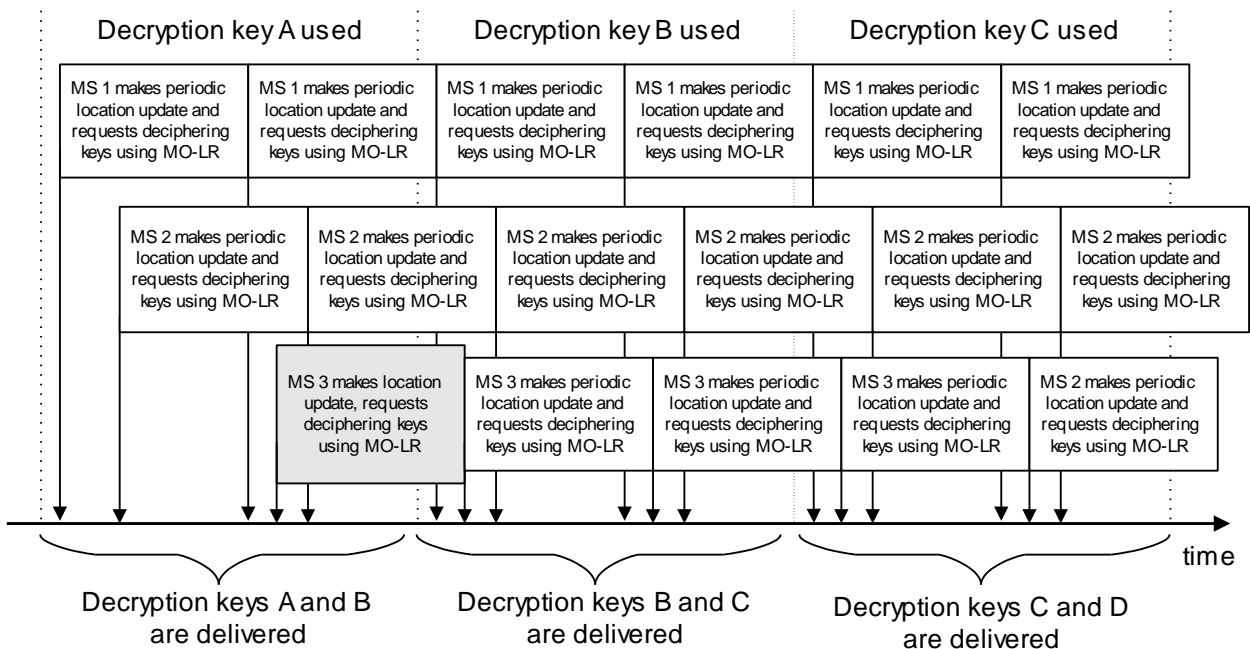 Decryption key A used
Decryption key B used
Decryption key C used
MS 1 makes periodic
location update and
requests deciphering
keys using MO-LR
MS 1 makes periodic
location update and
requests deciphering
keys using MO-LR
MS 1 makes periodic
location update and
requests deciphering
keys using MO-LR
MS 1 makes periodic
location update and
requests deciphering
keys using MO-LR
MS 1 makes periodic
location update and
requests deciphering
keys using MO-LR
MS 1 makes periodic
location update and
requests deciphering
keys using MO-LR
MS 2 makes periodic
location update and
requests deciphering
keys using MO-LR
MS 2 makes periodic
location update and
requests deciphering
keys using MO-LR
MS 2 makes periodic
location update and
requests deciphering
keys using MO-LR
MS 2 makes periodic
location update and
requests deciphering
keys using MO-LR
MS 2 makes periodic
location update and
requests deciphering
keys using MO-LR
MS 2 makes periodic
location update and
requests deciphering
keys using MO-LR
MS 3 makes location
update, requests
deciphering keys
using MO-LR
MS 3 makes periodic
location update and
requests deciphering
keys using MO-LR
MS 3 makes periodic
location update and
requests deciphering
keys using MO-LR
MS 3 makes periodic
location update and
requests deciphering
keys using MO-LR
MS 2 makes periodic
location update and
requests deciphering
keys using MO-LR
time
Decryption keys A and B
are delivered
Decryption keys B and C
are delivered
Decryption keys C and D
are delivered